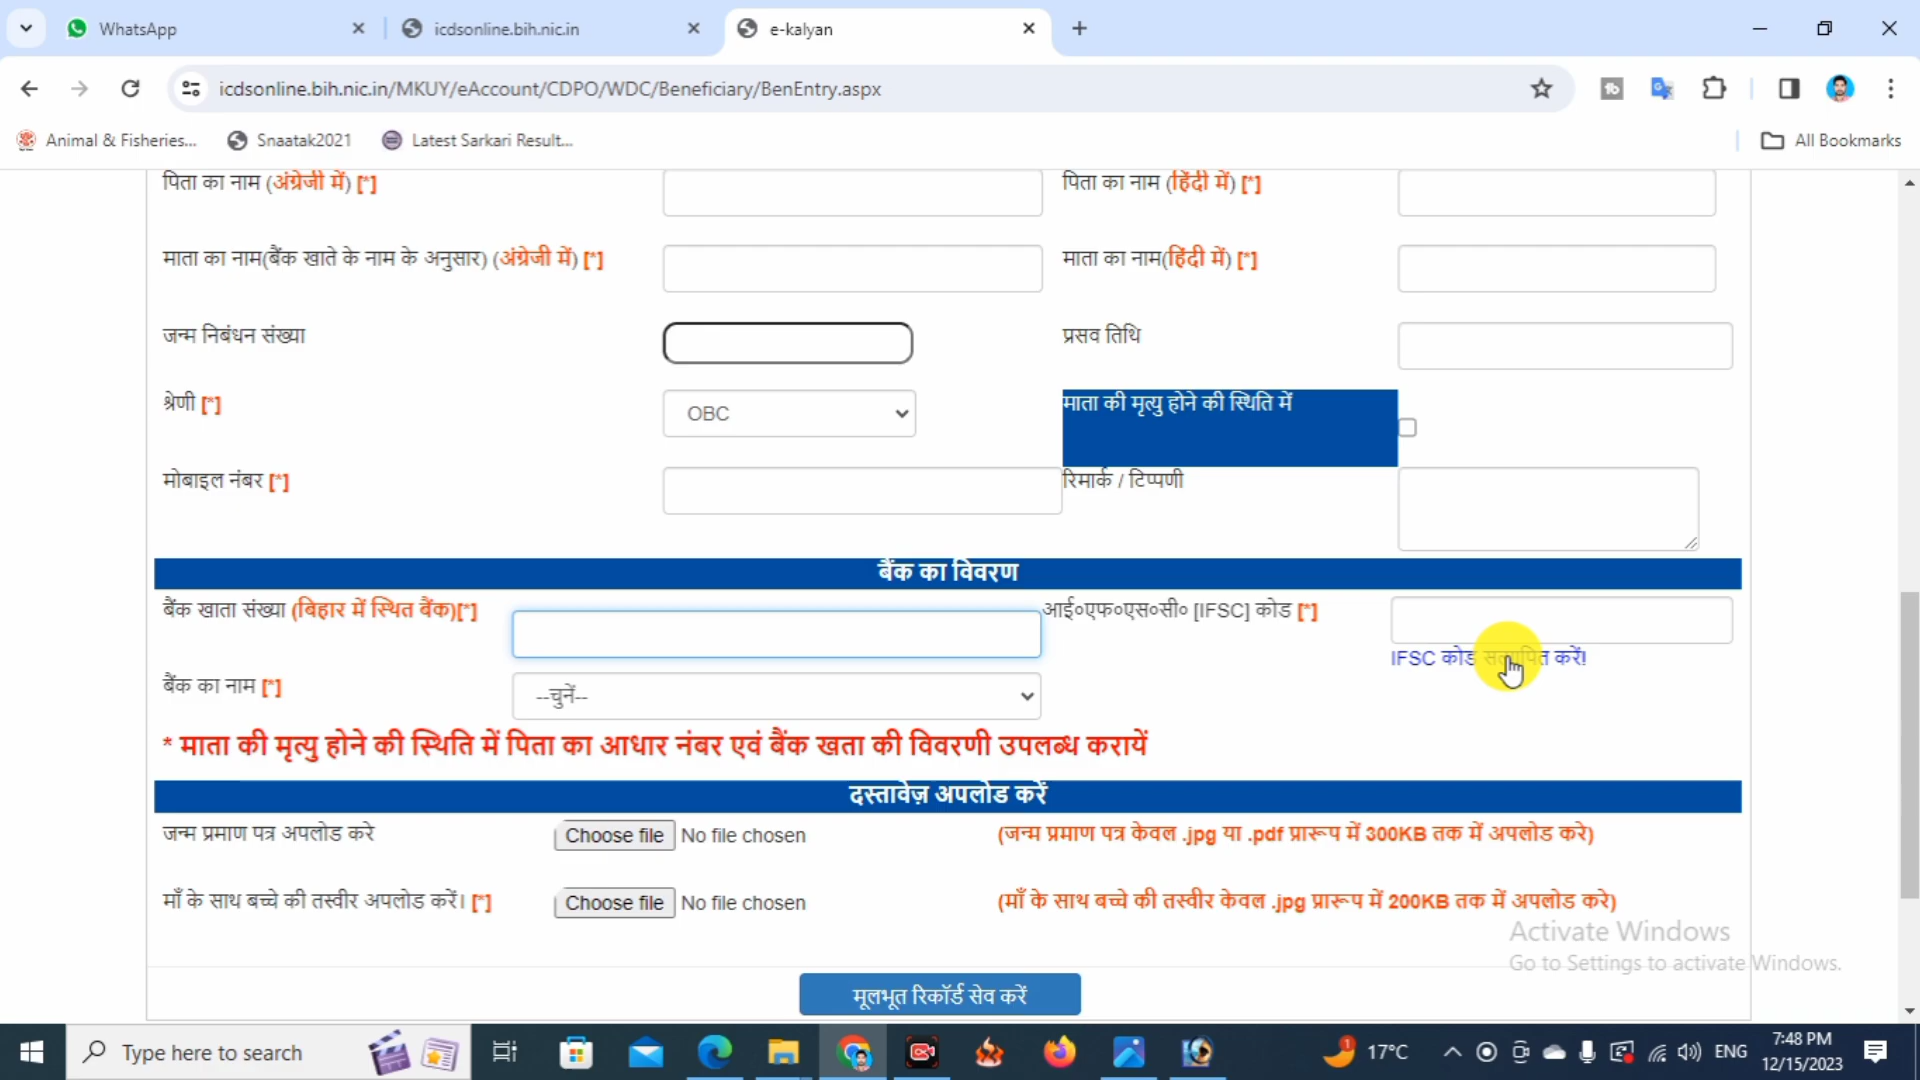 WhatsApp
icdsonline.bih.nic.in
e-kalyan
icdsonline.bih.nic.in/MKUY/eAccount/CDPO/WDC/Beneficiary/BenEntry.aspx
Animal & Fisheries...
Snaatak2021
Latest Sarkari Result...
All Bookmarks
पिता का नाम (अंग्रेजी में) [*]
पिता का नाम (हिंदी में) [*]
माता का नाम(बैंक खाते के नाम के अनुसार) (अंग्रेजी में) [*]
माता का नाम(हिंदी में) [*]
जन्म निबंधन संख्या
प्रसव तिथि
श्रेणी [*]
OBC
माता की मृत्यु होने की स्थिति में
मोबाइल नंबर [*]
रिमार्क / टिप्पणी
बैंक का विवरण
बैंक खाता संख्या (बिहार में स्थित बैंक)[*]
आई०एफ०एस०सी० [IFSC] कोड [*]
IFSC कोड सत्यापित करें!
बैंक का नाम [*]
--चुनें--
* माता की मृत्यु होने की स्थिति में पिता का आधार नंबर एवं बैंक खता की विवरणी उपलब्ध करायें
दस्तावेज़ अपलोड करें
जन्म प्रमाण पत्र अपलोड करे
Choose file No file chosen
(जन्म प्रमाण पत्र केवल .jpg या .pdf प्रारूप में 300KB तक में अपलोड करे)
माँ के साथ बच्चे की तस्वीर अपलोड करें। [*]
Choose file No file chosen
(माँ के साथ बच्चे की तस्वीर केवल .jpg प्रारूप में 200KB तक में अपलोड करे)
Activate Windows
Go to Settings to activate Windows.
मूलभूत रिकॉर्ड सेव करें
Type here to search
1
17°C
ENG
7:48 PM
12/15/2023